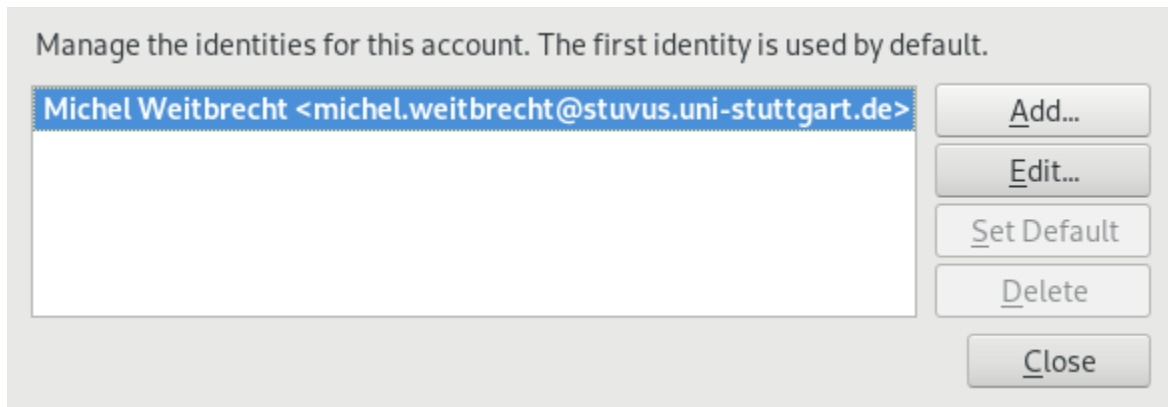 Manage the identities for this account. The first identity is used by default.
Michel Weitbrecht <michel.weitbrecht@stuvus.uni-stuttgart.de>
Add...
Edit...
Set Default
Delete
Close